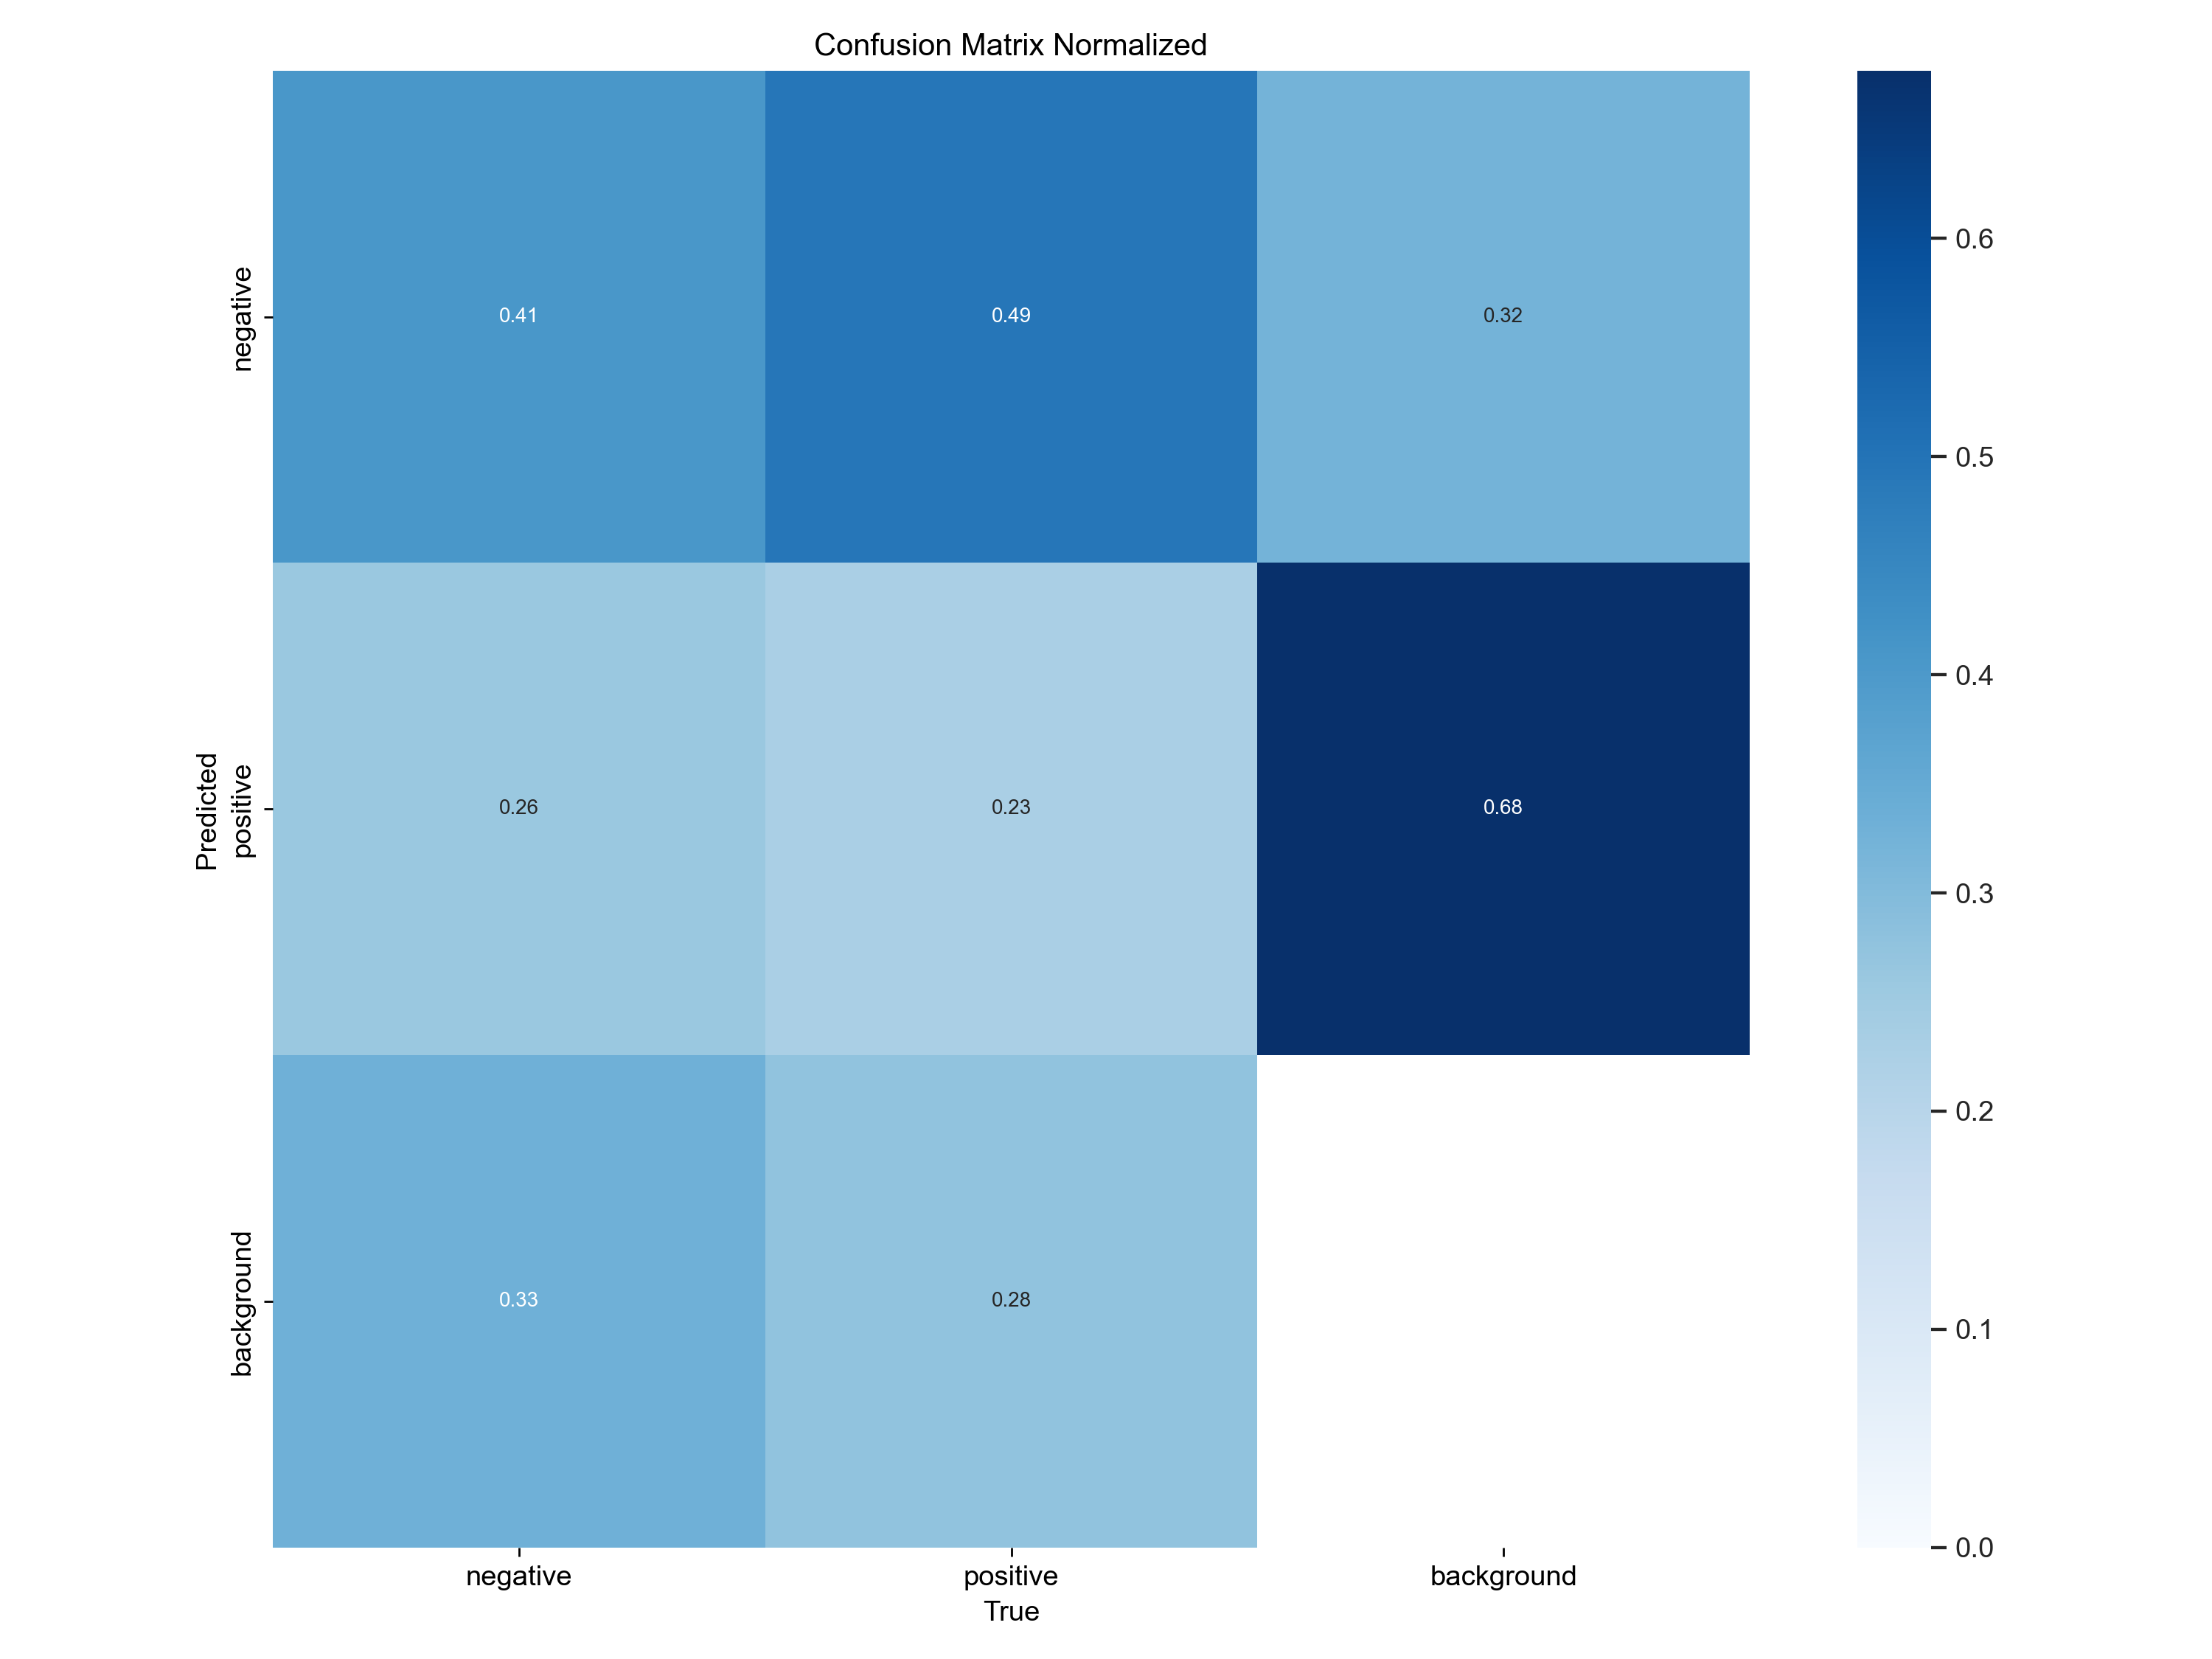 Confusion Matrix Normalized
negative
0.41
0.49
0.32
0.6
0.5
0.4
Predicted
positive
0.26
0.23
0.68
0.3
0.2
background
0.33
0.28
0.1
0.0
negative
positive
background
True